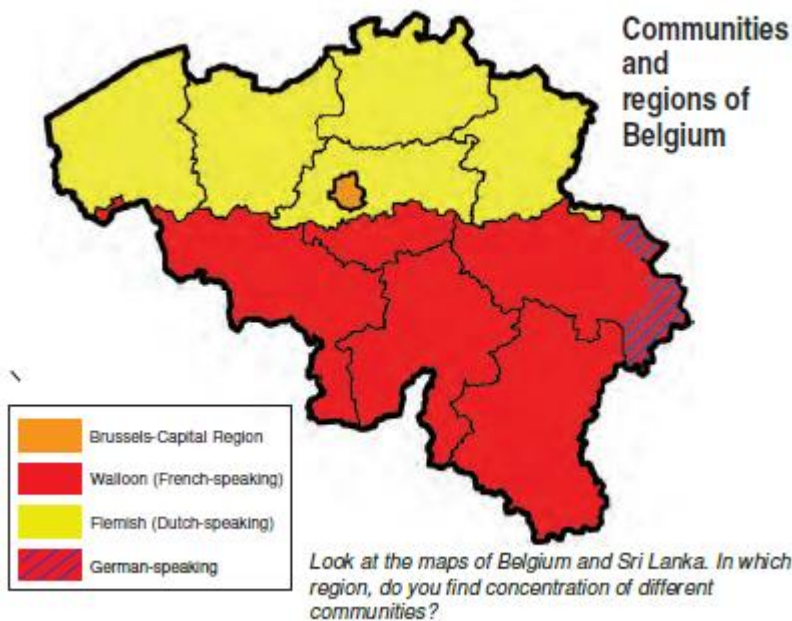 Communities
and
regions of
Belgium
Brussels-Capital Region
Walloon (French-speaking)
Flemish (Dutch-speaking)
German-speaking
Look at the maps of Belgium and Sri Lanka. In which
region, do you find concentration of different
communities?